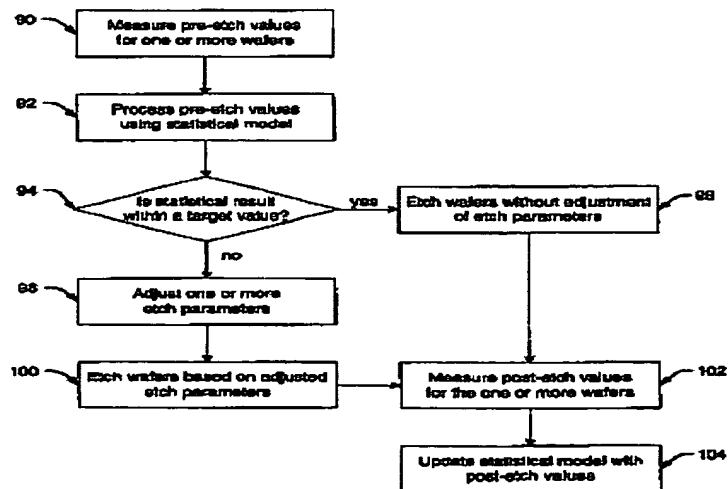 90
Measure pre-etch values
for one or more wafers
92
Process pre-etch values
using statistical model
94
Is statistical result
within a target value?
yes
Etch wafers without adjustment
of etch parameters
no
Adjust one or more
etch parameters
100
Etch wafers based on adjusted
etch parameters
Measure post-etch values
for the one or more wafers
102
Update statistical model with
post-etch values
104